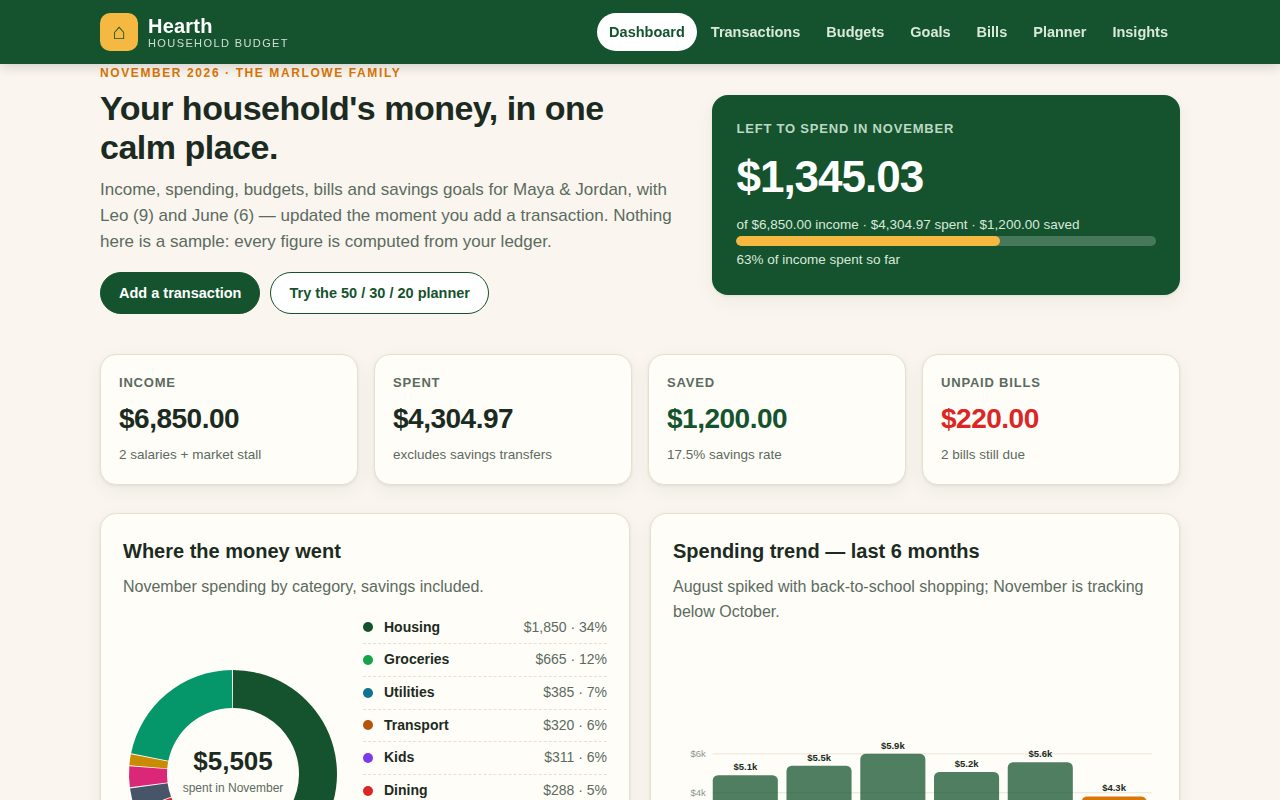 Hearth
HOUSEHOLD BUDGET
Dashboard
Transactions
Budgets
Goals
Bills
Planner
Insights
NOVEMBER 2026 · THE MARLOWE FAMILY
Your household's money, in one
calm place.
Income, spending, budgets, bills and savings goals for Maya & Jordan, with
Leo (9) and June (6) — updated the moment you add a transaction. Nothing
here is a sample: every figure is computed from your ledger.
Add a transaction
Try the 50 / 30 / 20 planner
LEFT TO SPEND IN NOVEMBER
$1,345.03
of $6,850.00 income · $4,304.97 spent · $1,200.00 saved
63% of income spent so far
INCOME
$6,850.00
2 salaries + market stall
SPENT
$4,304.97
excludes savings transfers
SAVED
$1,200.00
17.5% savings rate
UNPAID BILLS
$220.00
2 bills still due
Where the money went
November spending by category, savings included.
$5,505
spent in November
Housing $1,850 · 34%
Groceries $665 · 12%
Utilities $385 · 7%
Transport $320 · 6%
Kids $311 · 6%
Dining $288 · 5%
Spending trend — last 6 months
August spiked with back-to-school shopping; November is tracking
below October.
$6k
$4k
$5.1k
$5.5k
$5.9k
$5.2k
$5.6k
$4.3k